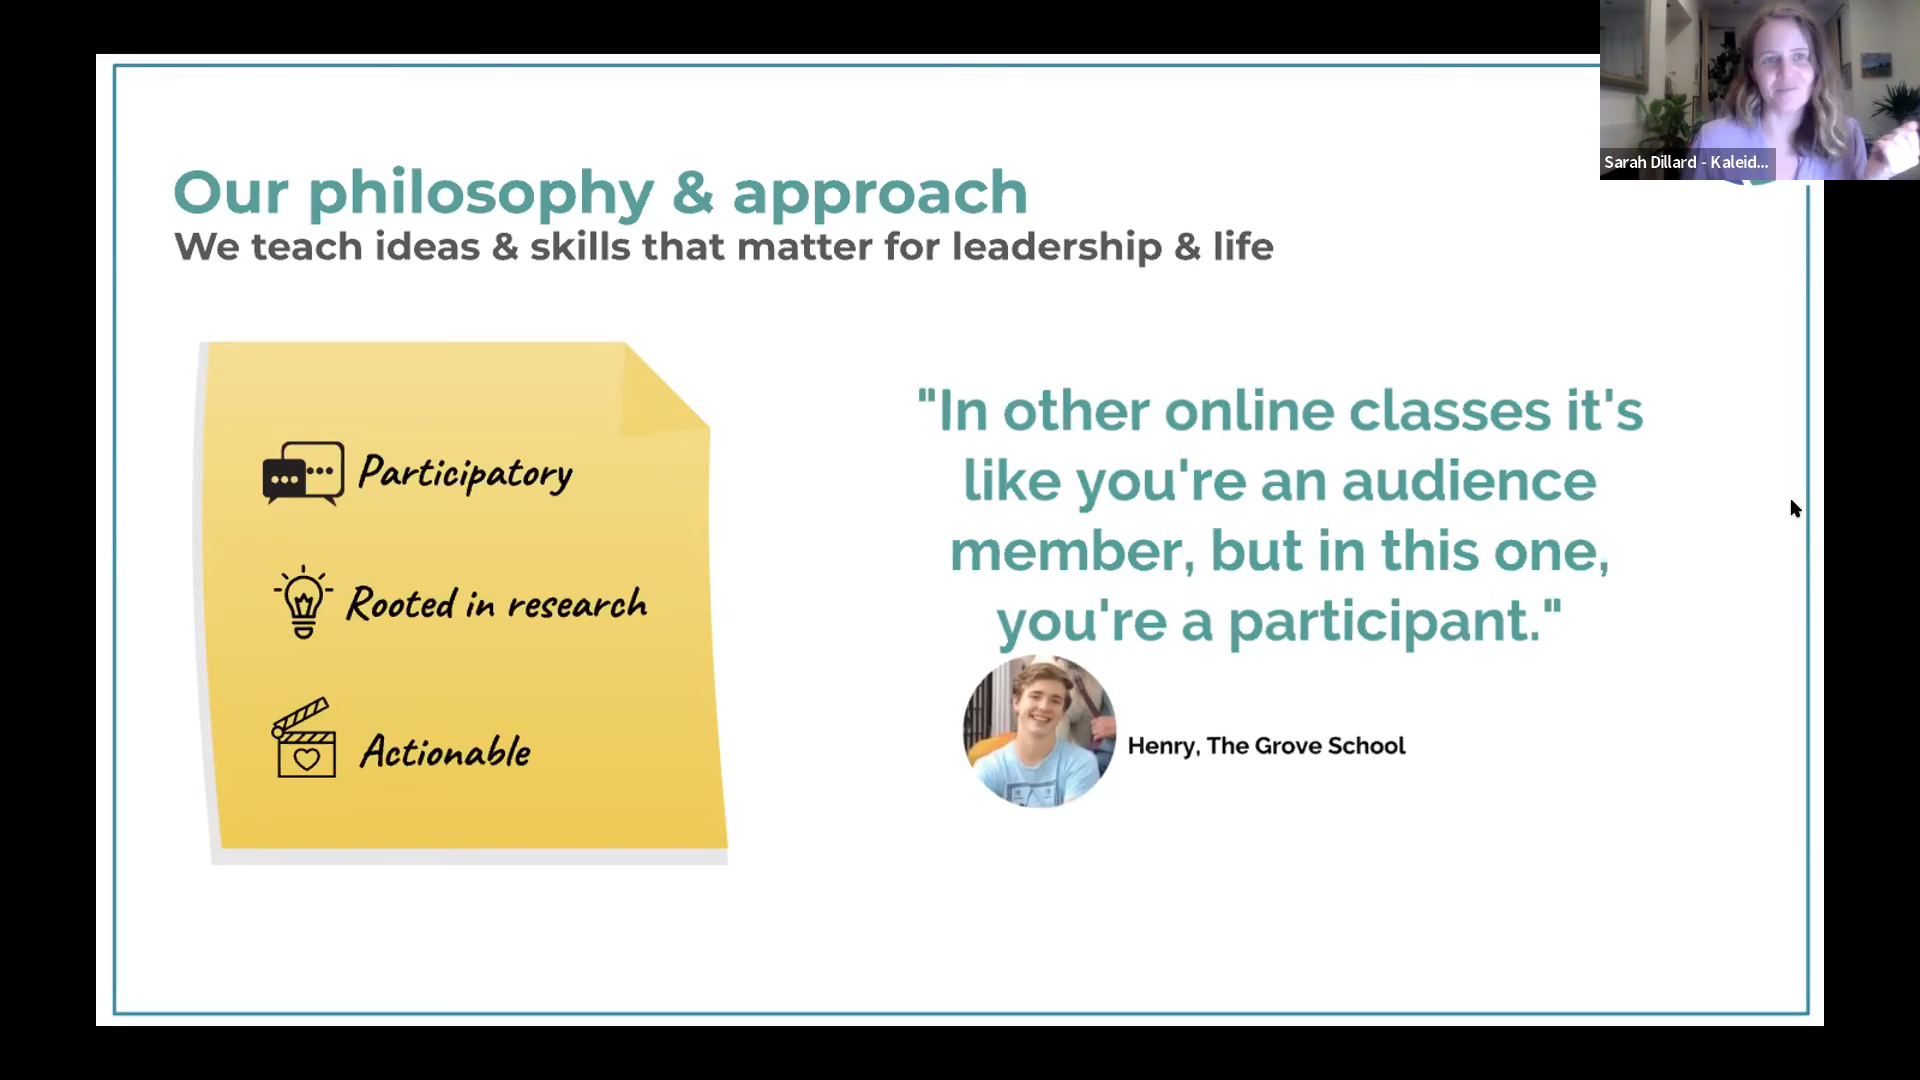 Our philosophy & approach
We teach ideas & skills that matter for leadership & life
Participatory
Rooted in research
Actionable
"In other online classes it's
like you're an audience
member, but in this one,
you're a participant."
Henry, The Grove School
Sarah Dillard - Kaleid...